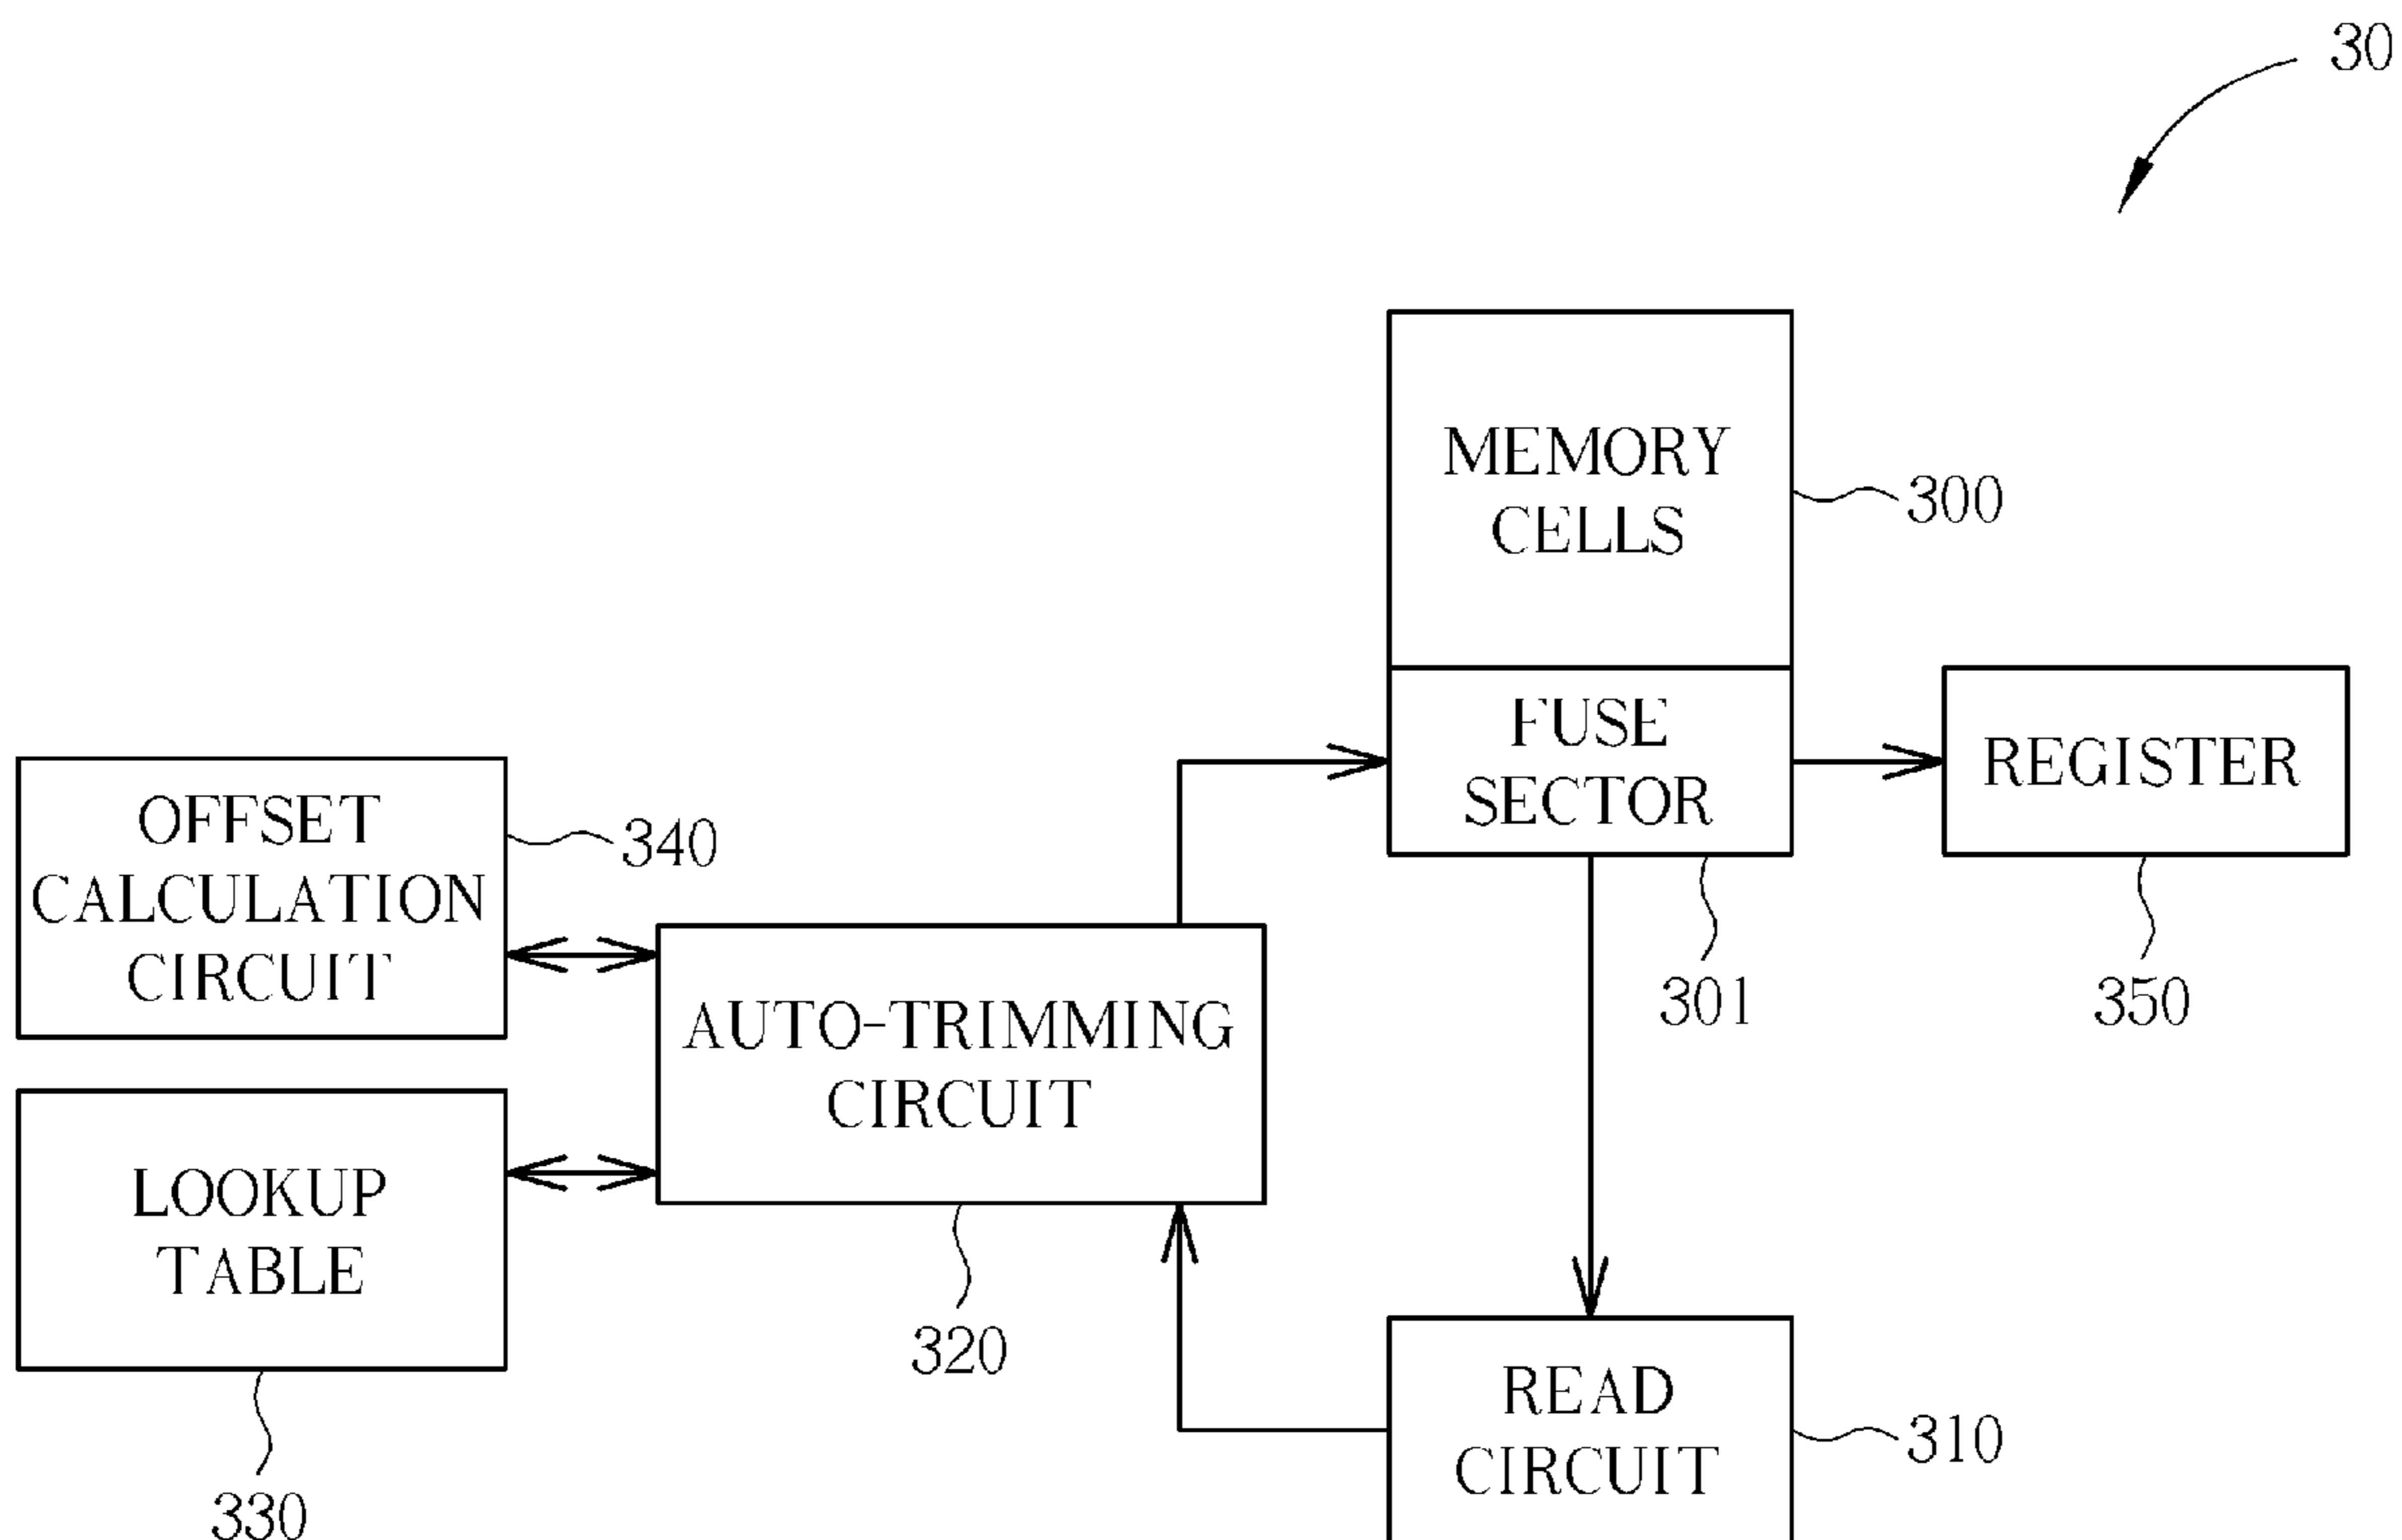 30
MEMORY
CELLS
300
FUSE
SECTOR
REGISTER
OFFSET
CALCULATION
CIRCUIT
340
301
350
AUTO-TRIMMING
CIRCUIT
LOOKUP
TABLE
320
READ
CIRCUIT
310
330